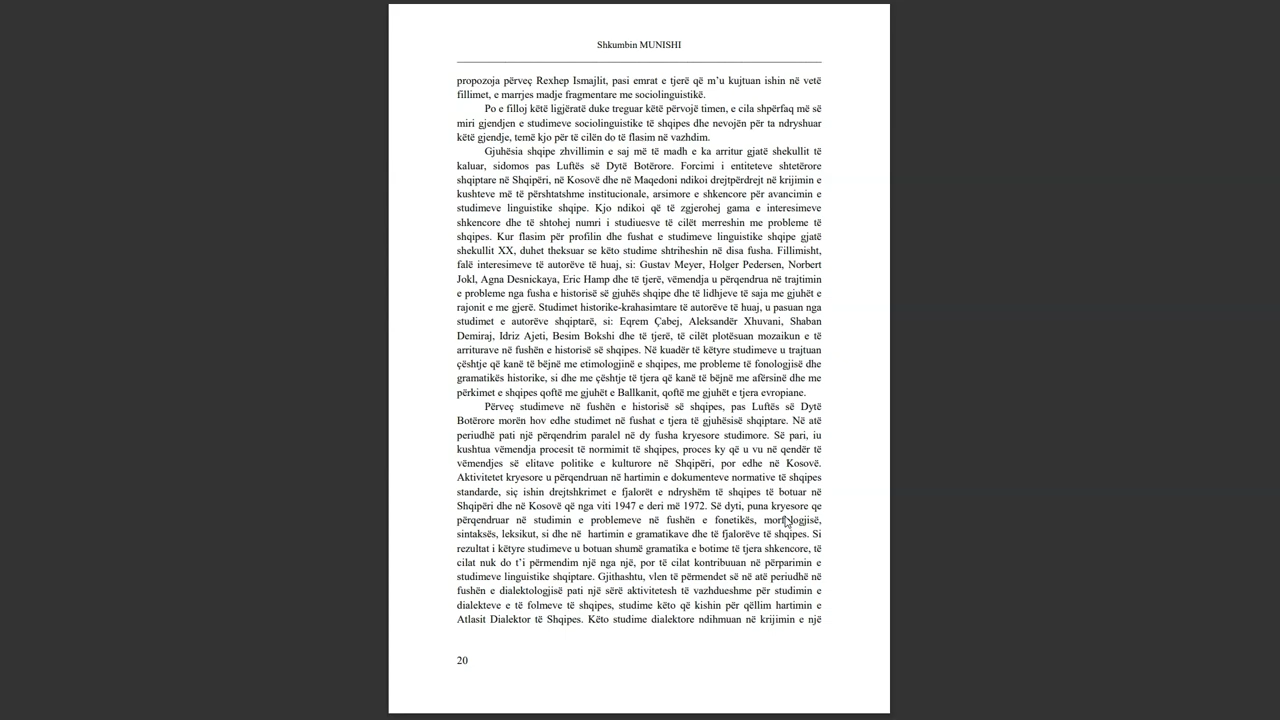 Shkumbin MUNISHI
propozoja përveç Rexhep Ismajlit, pasi emrat e tjerë që m'u kujtuan ishin në vetë
fillimet, e marrjes madje fragmentare me sociolinguistikë.
Po e filloj këtë ligjëratë duke treguar këtë përvojë timen, e cila shpërfaq më së
miri gjendjen e studimeve sociolinguistike të shqipes dhe nevojën për ta ndryshuar
këtë gjendje, temë kjo për të cilën do të flasim në vazhdim.
Gjuhësia shqipe zhvillimin e saj më të madh e ka arritur gjatë shekullit të
kaluar, sidomos pas Luftës së Dytë Botërore. Forcimi i entiteteve shtetërore
shqiptare në Shqipëri, në Kosovë dhe në Maqedoni ndikoi drejtpërdrejt në krijimin e
kushteve më të përshtatshme institucionale, arsimore e shkencore për avancimin e
studimeve linguistike shqipe. Kjo ndikoi që të zgjerohej gama e interesimeve
shkencore dhe të shtohej numri i studiuesve të cilët merreshin me probleme të
shqipes. Kur flasim për profilin dhe fushat e studimeve linguistike shqipe gjatë
shekullit XX, duhet theksuar se këto studime shtriheshin në disa fusha. Fillimisht,
falë interesimeve të autorëve të huaj, si: Gustav Meyer, Holger Pedersen, Norbert
Jokl, Agna Desnickaya, Eric Hamp dhe të tjerë, vëmendja u përqendrua në trajtimin
e probleme nga fusha e historisë së gjuhës shqipe dhe të lidhjeve të saja me gjuhët e
rajonit e me gjerë. Studimet historike-krahasimtare të autorëve të huaj, u pasuan nga
studimet e autorëve shqiptarë, si: Eqrem Çabej, Aleksandër Xhuvani, Shaban
Demiraj, Idriz Ajeti, Besim Bokshi dhe të tjerë, të cilët plotësuan mozaikun e të
arriturave në fushën e historisë së shqipes. Në kuadër të këtyre studimeve u trajtuan
çështje që kanë të bëjnë me etimologjinë e shqipes, me probleme të fonologjisë dhe
gramatikës historike, si dhe me çështje të tjera që kanë të bëjnë me afërsinë dhe me
përkimet e shqipes qoftë me gjuhët e Ballkanit, qoftë me gjuhët e tjera evropiane.
Përveç studimeve në fushën e historisë së shqipes, pas Luftës së Dytë
Botërore morën hov edhe studimet në fushat e tjera të gjuhësisë shqiptare. Në atë
periudhë pati një përqendrim paralel në dy fusha kryesore studimore. Së pari, iu
kushtua vëmendja procesit të normimit të shqipes, proces ky që u vu në qendër të
vëmendjes së elitave politike e kulturore në Shqipëri, por edhe në Kosovë.
Aktivitetet kryesore u përqendruan në hartimin e dokumenteve normative të shqipes
standarde, siç ishin drejtshkrimet e fjalorët e ndryshëm të shqipes të botuar në
Shqipëri dhe në Kosovë që nga viti 1947 e deri më 1972. Së dyti, puna kryesore qe
përqendruar në studimin e problemeve në fushën e fonetikës, morfologjisë,
sintaksës, leksikut, si dhe në hartimin e gramatikave dhe të fjalorëve të shqipes. Si
rezultat i këtyre studimeve u botuan shumë gramatika e botime të tjera shkencore, të
cilat nuk do t'i përmendim një nga një, por të cilat kontribuuan në përparimin e
studimeve linguistike shqiptare. Gjithashtu, vlen të përmendet së në atë periudhë në
fushën e dialektologjisë pati një sërë aktivitetesh të vazhdueshme për studimin e
dialekteve e të folmeve të shqipes, studime këto që kishin për qëllim hartimin e
Atlasit Dialektor të Shqipes. Këto studime dialektore ndihmuan në krijimin e një
20